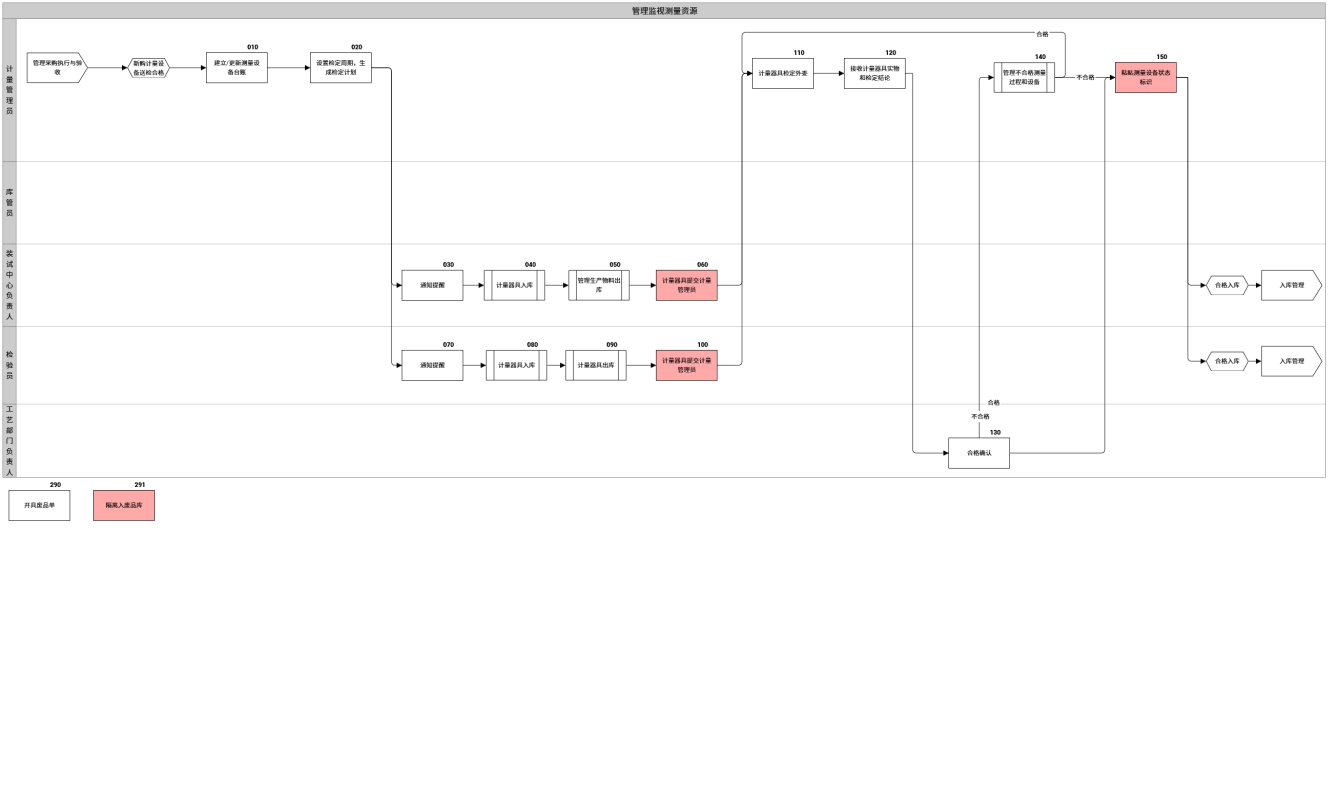 管理监视测量资源
计
量
管
理
员
管理采购执行与验
收
新购计量设
备送检合格
010
建立/更新测量设
备台账
020
设置检定周期，生
成检定计划
合格
110
计量器具检定外委
120
接收计量器具实物
和检定结论
140
管理不合格测量
过程和设备
不合格
150
粘贴测量设备状态
标识
库
管
员
装
试
中
心
负
责
人
030
通知提醒
040
计量器具入库
050
管理生产物料出
库
060
计量器具提交计量
管理员
合格入库
入库管理
检
验
员
070
通知提醒
080
计量器具入库
090
计量器具出库
100
计量器具提交计量
管理员
合格入库
入库管理
工
艺
部
门
负
责
人
合格
不合格
130
合格确认
290
开具废品单
291
隔离入废品库